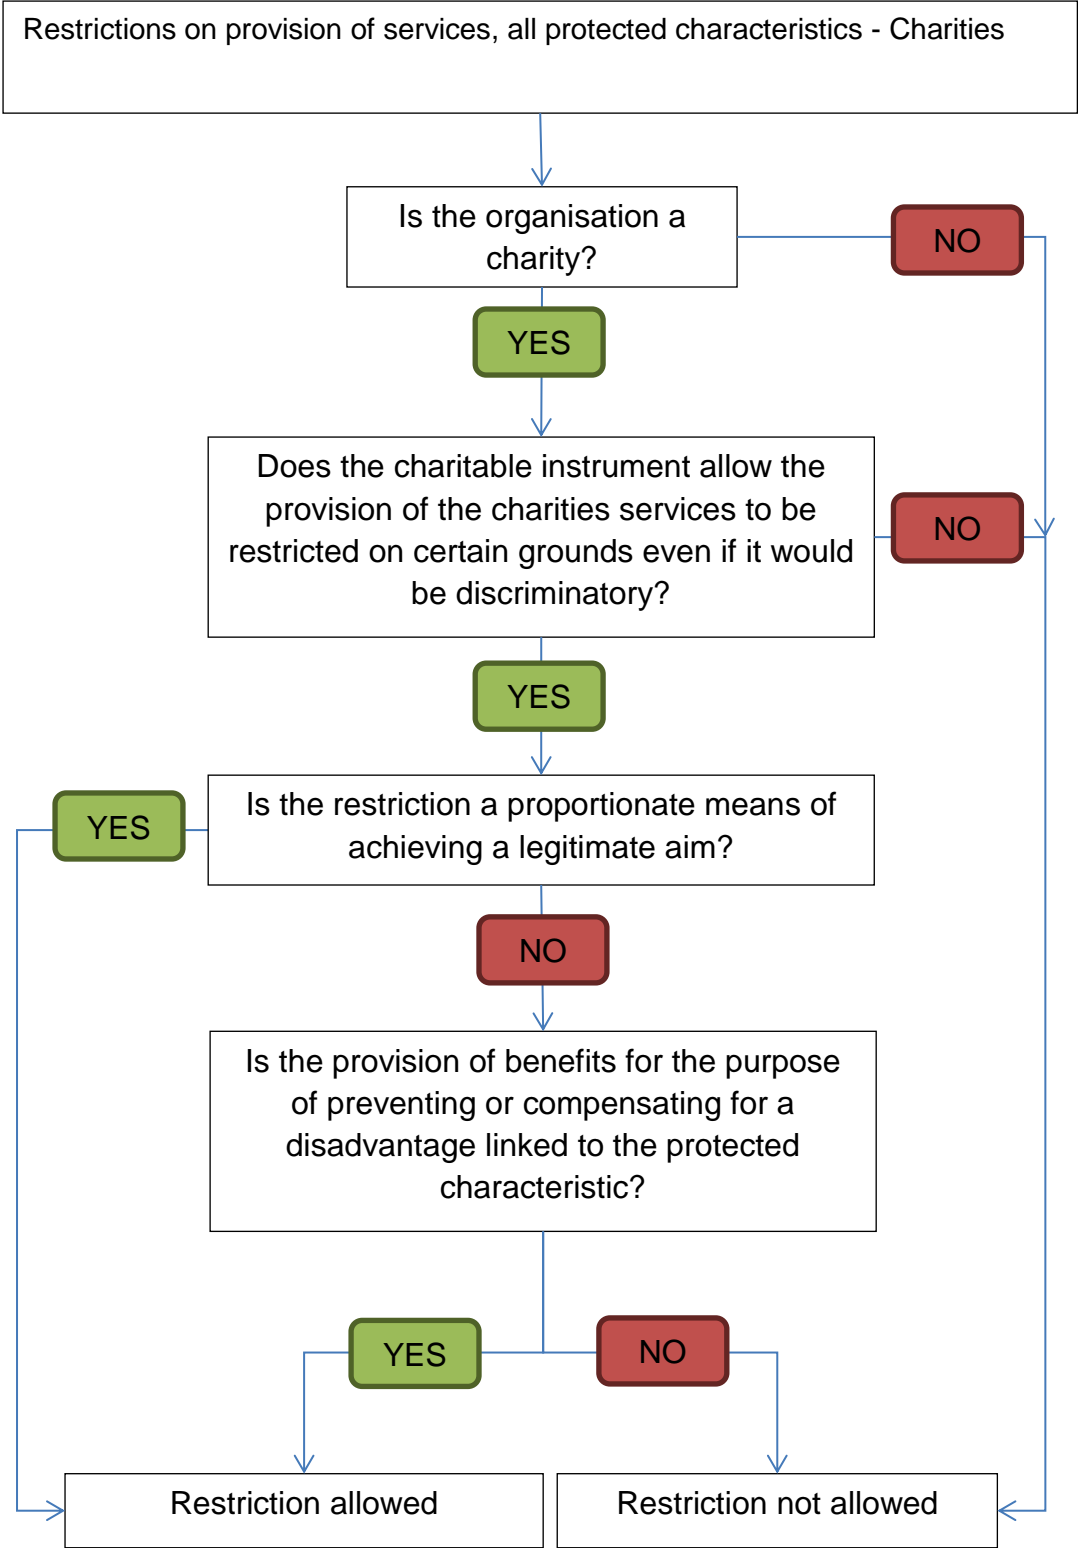 Restrictions on provision of services, all protected characteristics - Charities
Is the organisation a
charity?
NO
YES
Does the charitable instrument allow the
provision of the charities services to be
restricted on certain grounds even if it would
be discriminatory?
NO
YES
Is the restriction a proportionate means of
achieving a legitimate aim?
YES
NO
Is the provision of benefits for the purpose
of preventing or compensating for a
disadvantage linked to the protected
characteristic?
YES
NO
Restriction allowed
Restriction not allowed